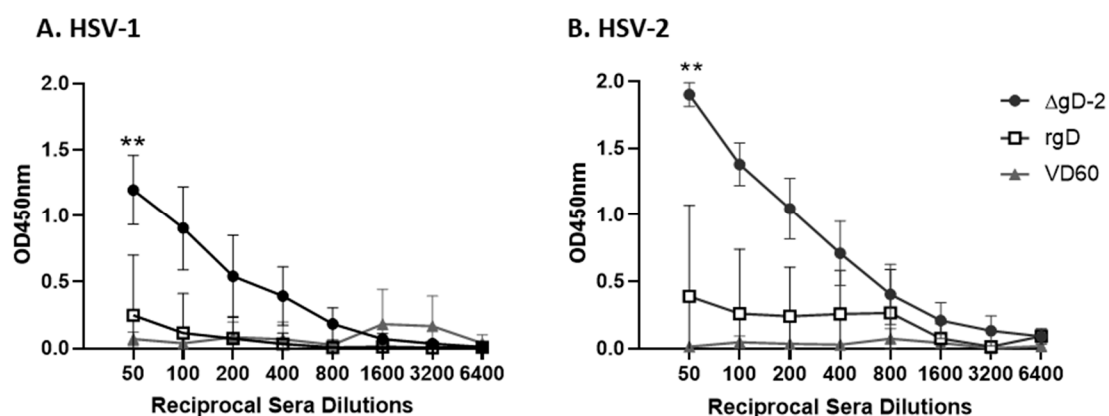 A. HSV-1
**
2.0
1.5
1.0
0.5
0.0
OD450nm
50 100 200 400 800 1600 3200 6400
Reciprocal Sera Dilutions
B. HSV-2
**
2.0
1.5
1.0
0.5
0.0
OD450nm
50 100 200 400 800 1600 3200 6400
Reciprocal Sera Dilutions
ΔgD-2
rgD
VD60